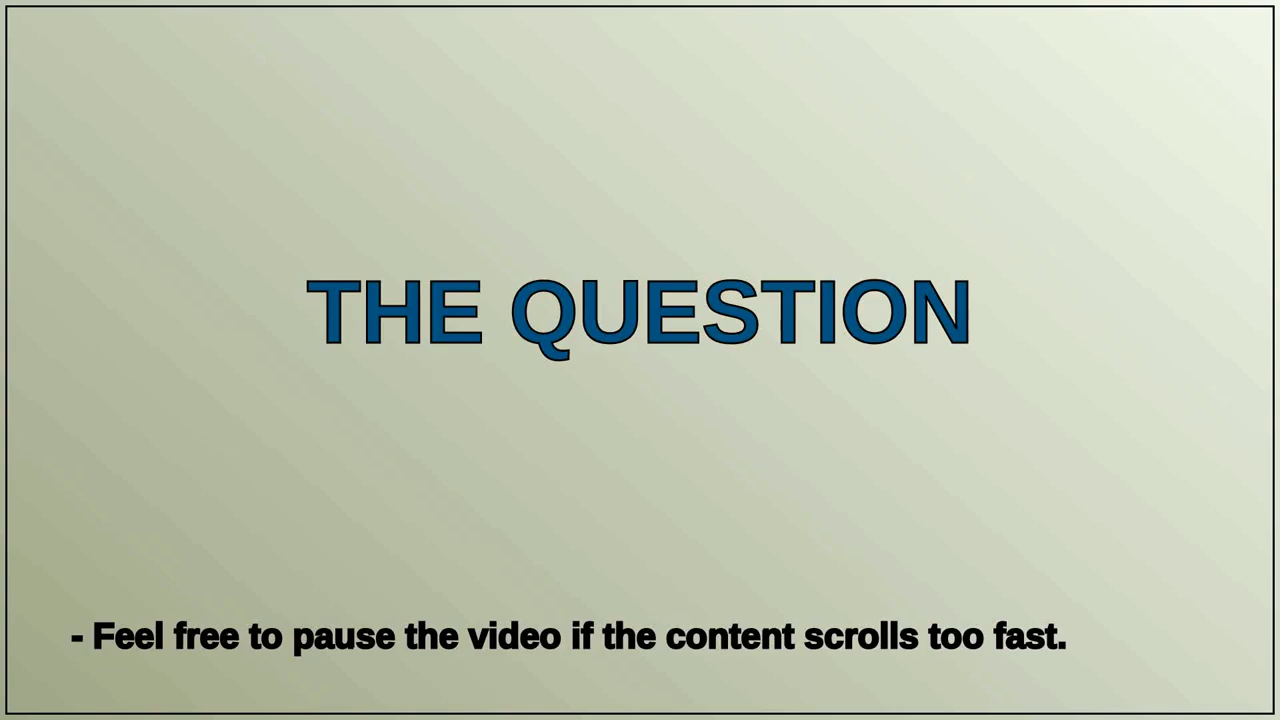 THE QUESTION
- Feel free to pause the video if the content scrolls too fast.